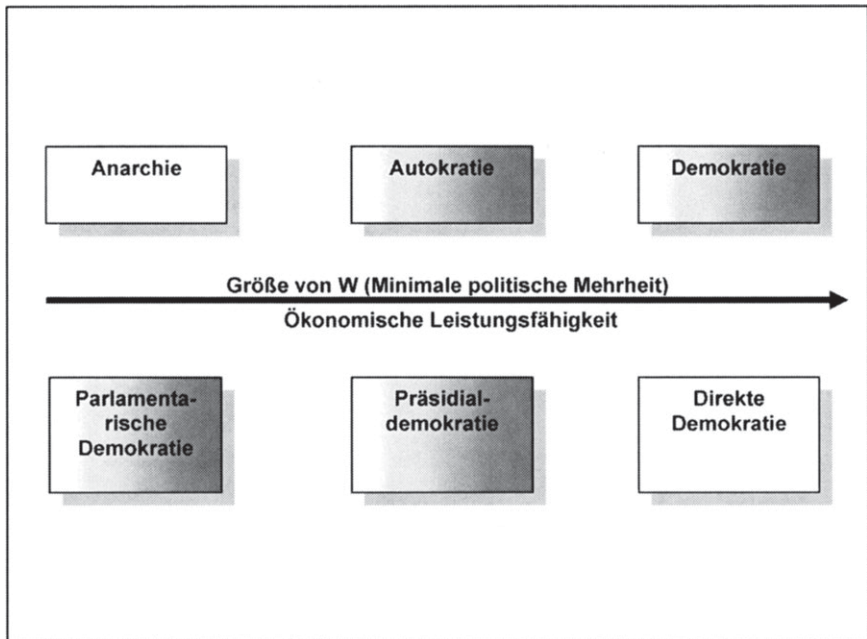 Anarchie
Autokratie
Demokratie
Größe von W (Minimale politische Mehrheit)
Ökonomische Leistungsfähigkeit
Parlamenta-
rische
Demokratie
Präsidial-
demokratie
Direkte
Demokratie